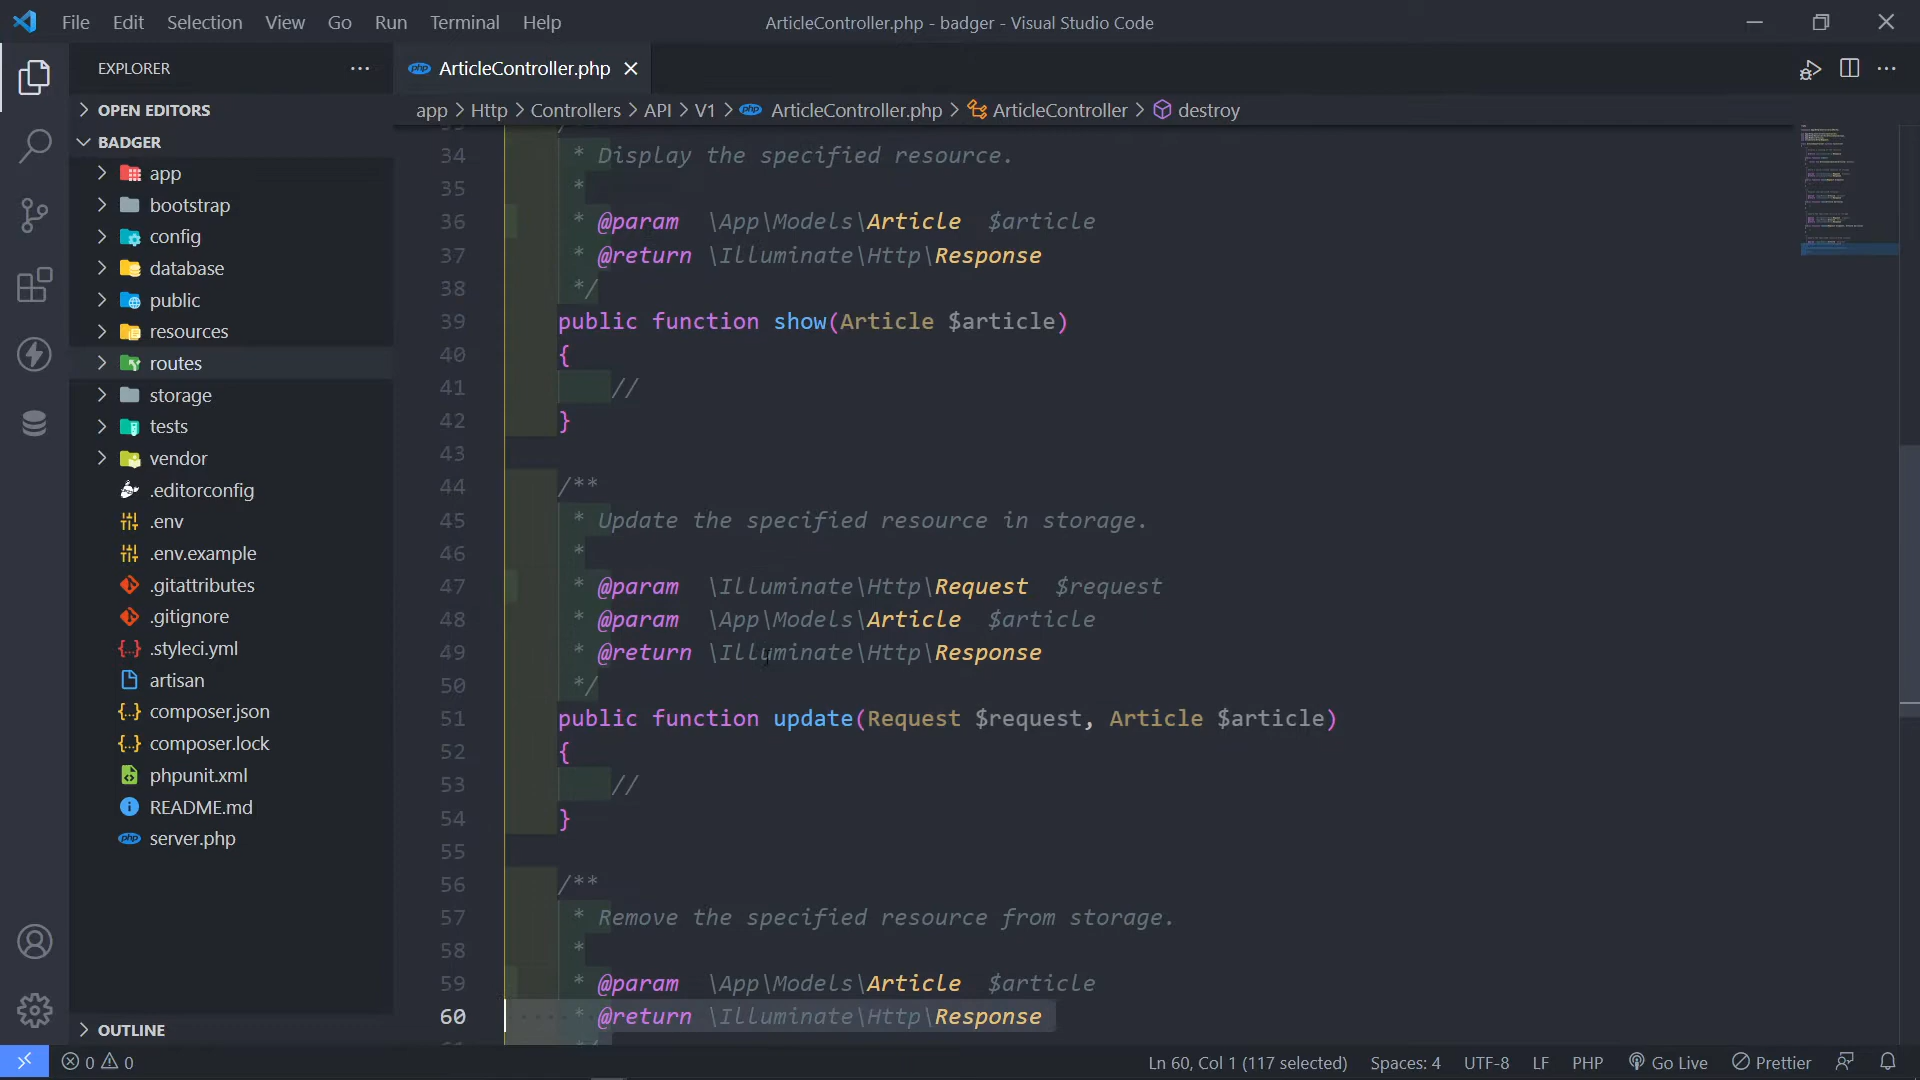 File Edit Selection View Go Run Terminal Help
ArticleController.php - badger - Visual Studio Code
EXPLORER
OPEN EDITORS
BADGER
app
bootstrap
config
database
public
resources
routes
storage
tests
vendor
.editorconfig
.env
.env.example
.gitattributes
.gitignore
.styleci.yml
artisan
composer.json
composer.lock
phpunit.xml
README.md
server.php
OUTLINE
php ArticleController.php
app > Http > Controllers > API > V1 > php ArticleController.php > ArticleController > destroy
34 * Display the specified resource.
35 *
36 * @param \App\Models\Article $article
37 * @return \Illuminate\Http\Response
38 */
39 public function show(Article $article)
40 {
41 //
42 }
43
44 /**
45 * Update the specified resource in storage.
46 *
47 * @param \Illuminate\Http\Request $request
48 * @param \App\Models\Article $article
49 * @return \Illuminate\Http\Response
50 */
51 public function update(Request $request, Article $article)
52 {
53 //
54 }
55
56 /**
57 * Remove the specified resource from storage.
58 *
59 * @param \App\Models\Article $article
60 * @return \Illuminate\Http\Response
0 0
Ln 60, Col 1 (117 selected) Spaces: 4 UTF-8 LF PHP Go Live Prettier